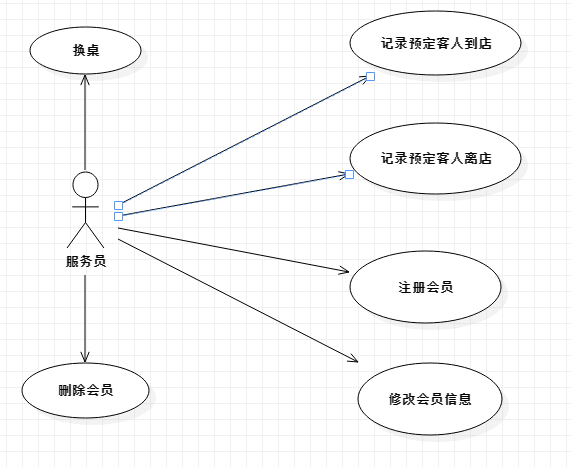 换桌
记录预定客人到店
记录预定客人离店
服务员
注册会员
删除会员
修改会员信息